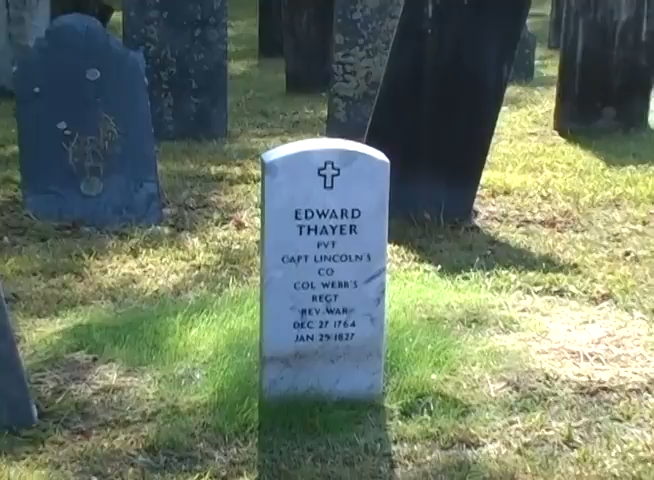 EDWARD
THAYER
PVT
CAPT LINCOLN'S
CO
COL WEBB'S
REGT
REV WAR
DEC 27 1764
JAN 29 1827